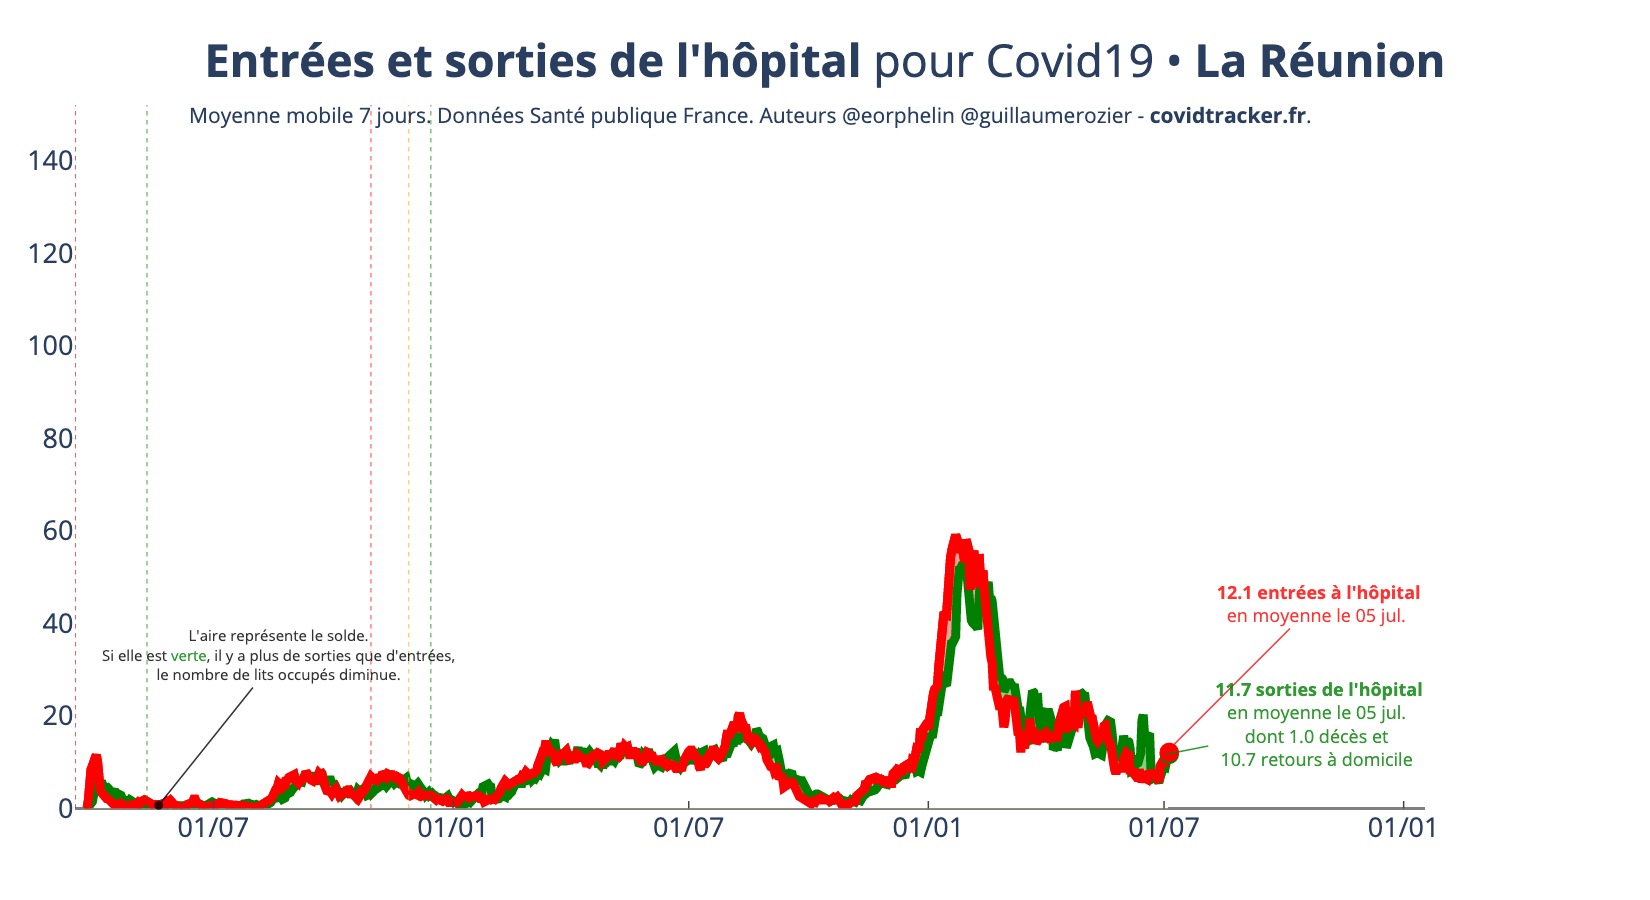 Entrées et sorties de l'hôpital pour Covid19 • La Réunion
Moyenne mobile 7 jours. Données Santé publique France. Auteurs @eorphelin @guillaumerozier - covidtracker.fr.
140
120
100
80
60
40
20
0
L'aire représente le solde.
Si elle est verte, il y a plus de sorties que d'entrées,
le nombre de lits occupés diminue.
12.1 entrées à l'hôpital
en moyenne le 05 jul.
11.7 sorties de l'hôpital
en moyenne le 05 jul.
dont 1.0 décès et
10.7 retours à domicile
01/07 01/01 01/07 01/01 01/07 01/01